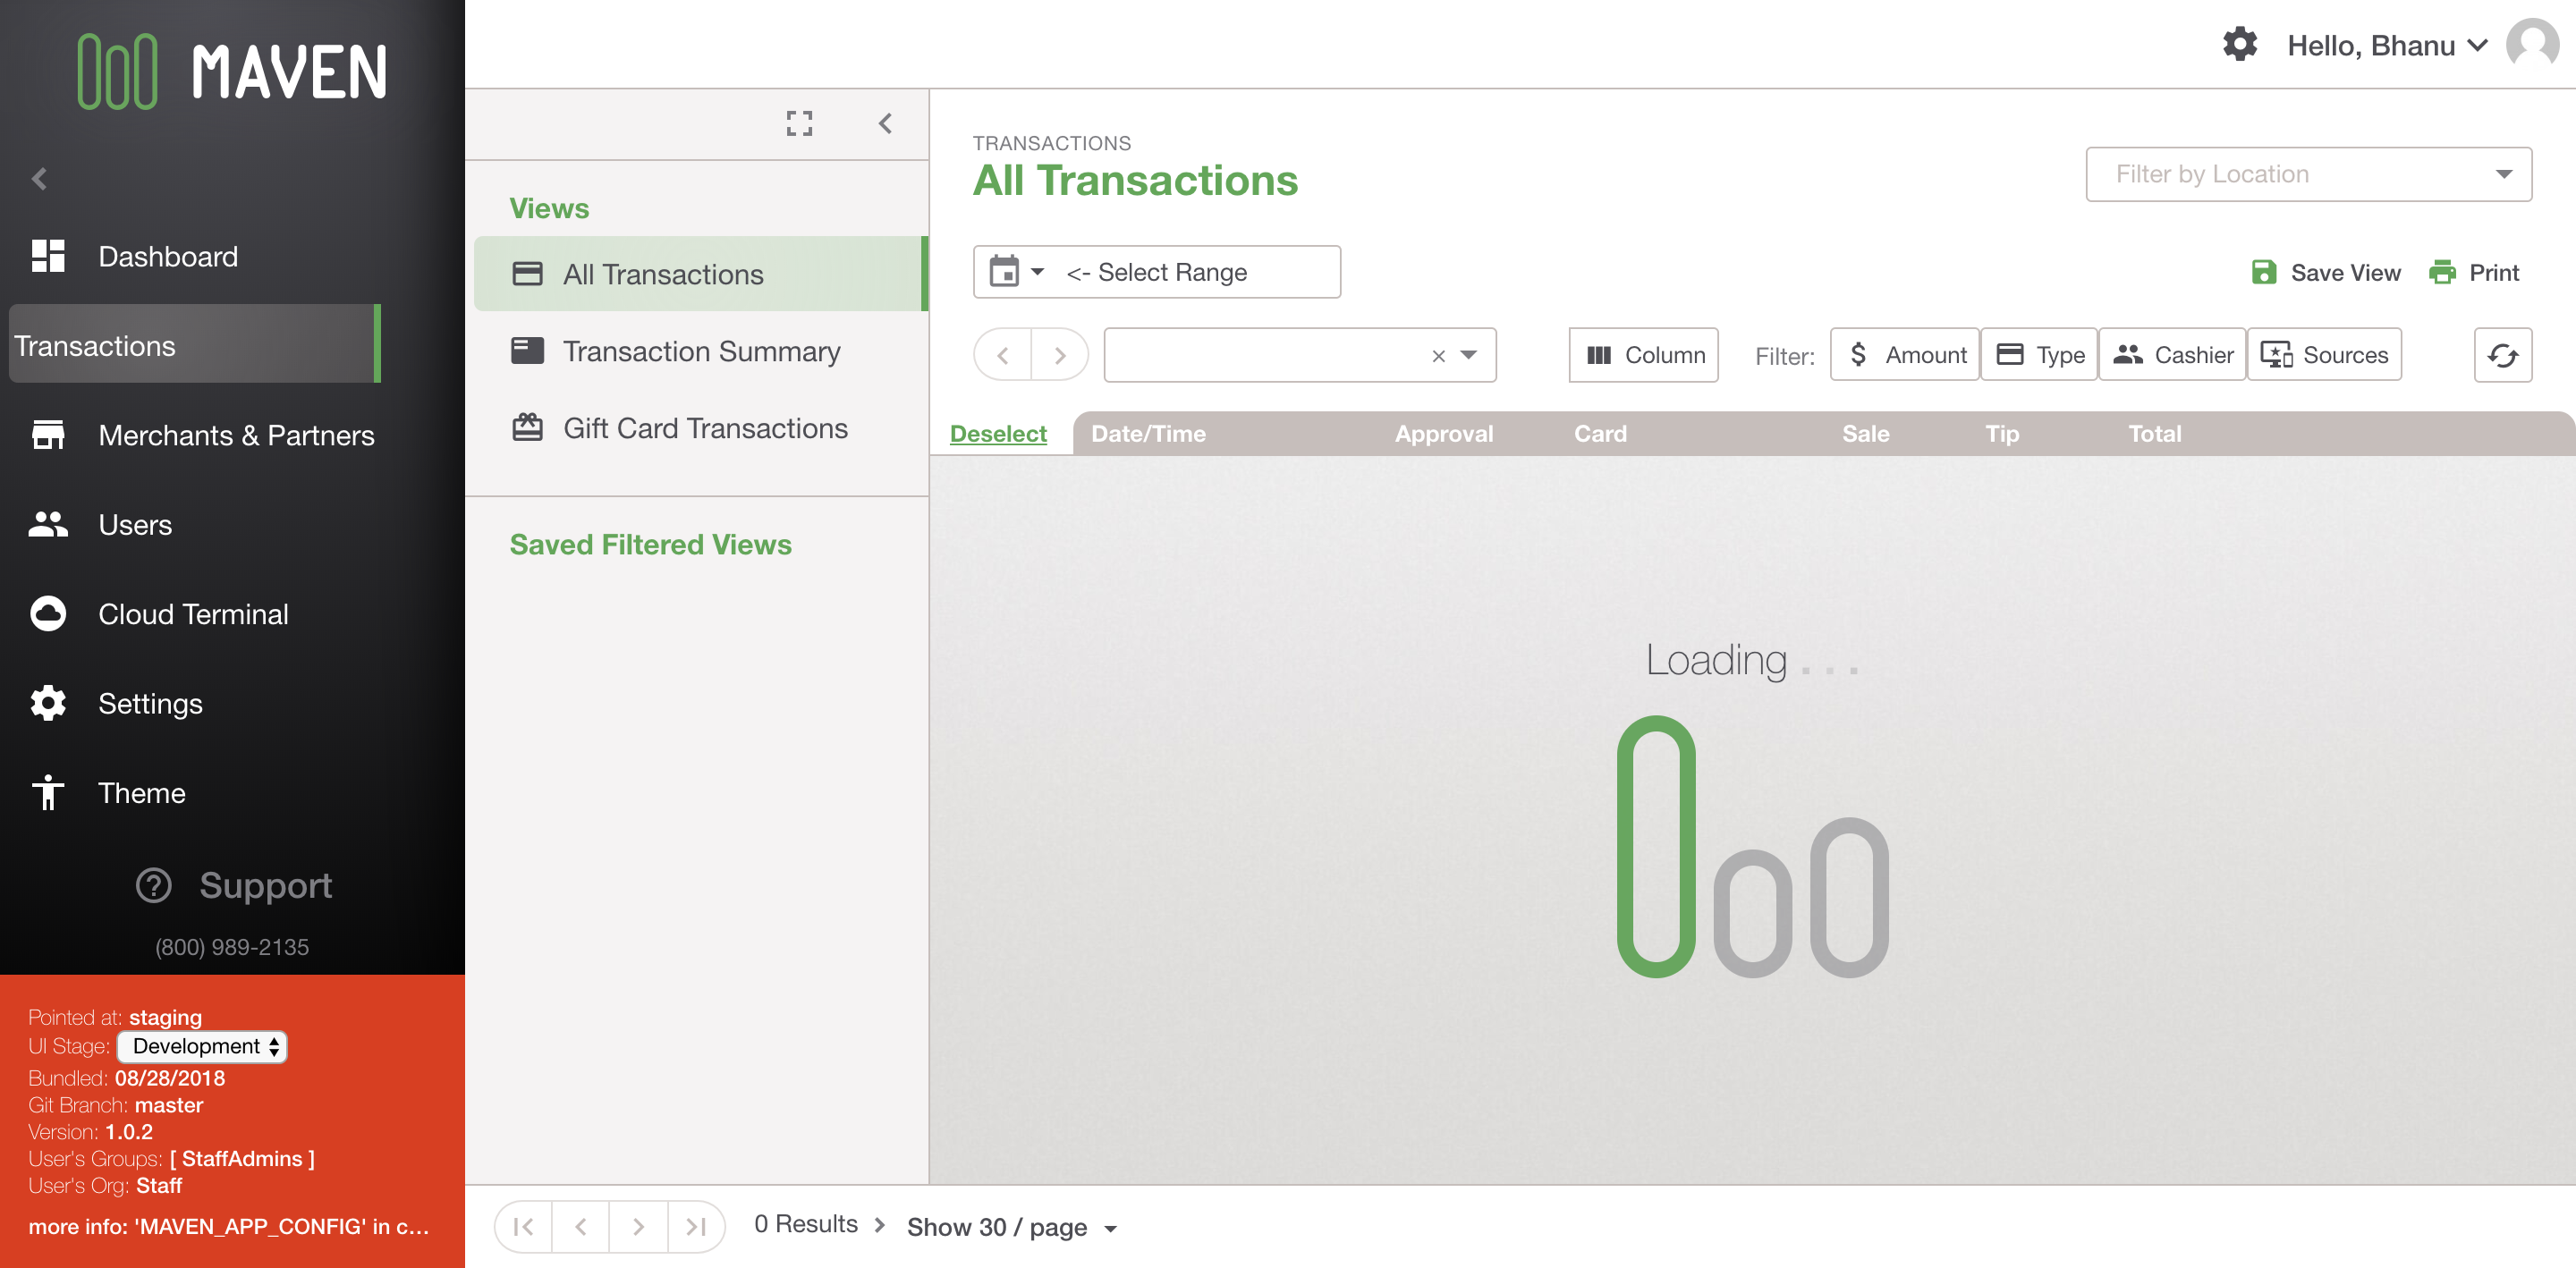 MAVEN
Dashboard
Transactions
Merchants & Partners
Users
Cloud Terminal
Settings
Theme
Support
(800) 989-2135
Pointed at: staging
UI Stage: Development
Bundled: 08/28/2018
Git Branch: master
Version: 1.0.2
User's Groups: [ StaffAdmins ]
User's Org: Staff
more info: 'MAVEN_APP_CONFIG' in c...
Hello, Bhanu
Views
All Transactions
Transaction Summary
Gift Card Transactions
Saved Filtered Views
TRANSACTIONS
All Transactions
Filter by Location
<- Select Range
Save View Print
Column Filter: Amount Type Cashier Sources
Deselect Date/Time Approval Card Sale Tip Total
Loading . . .
0 Results Show 30 / page